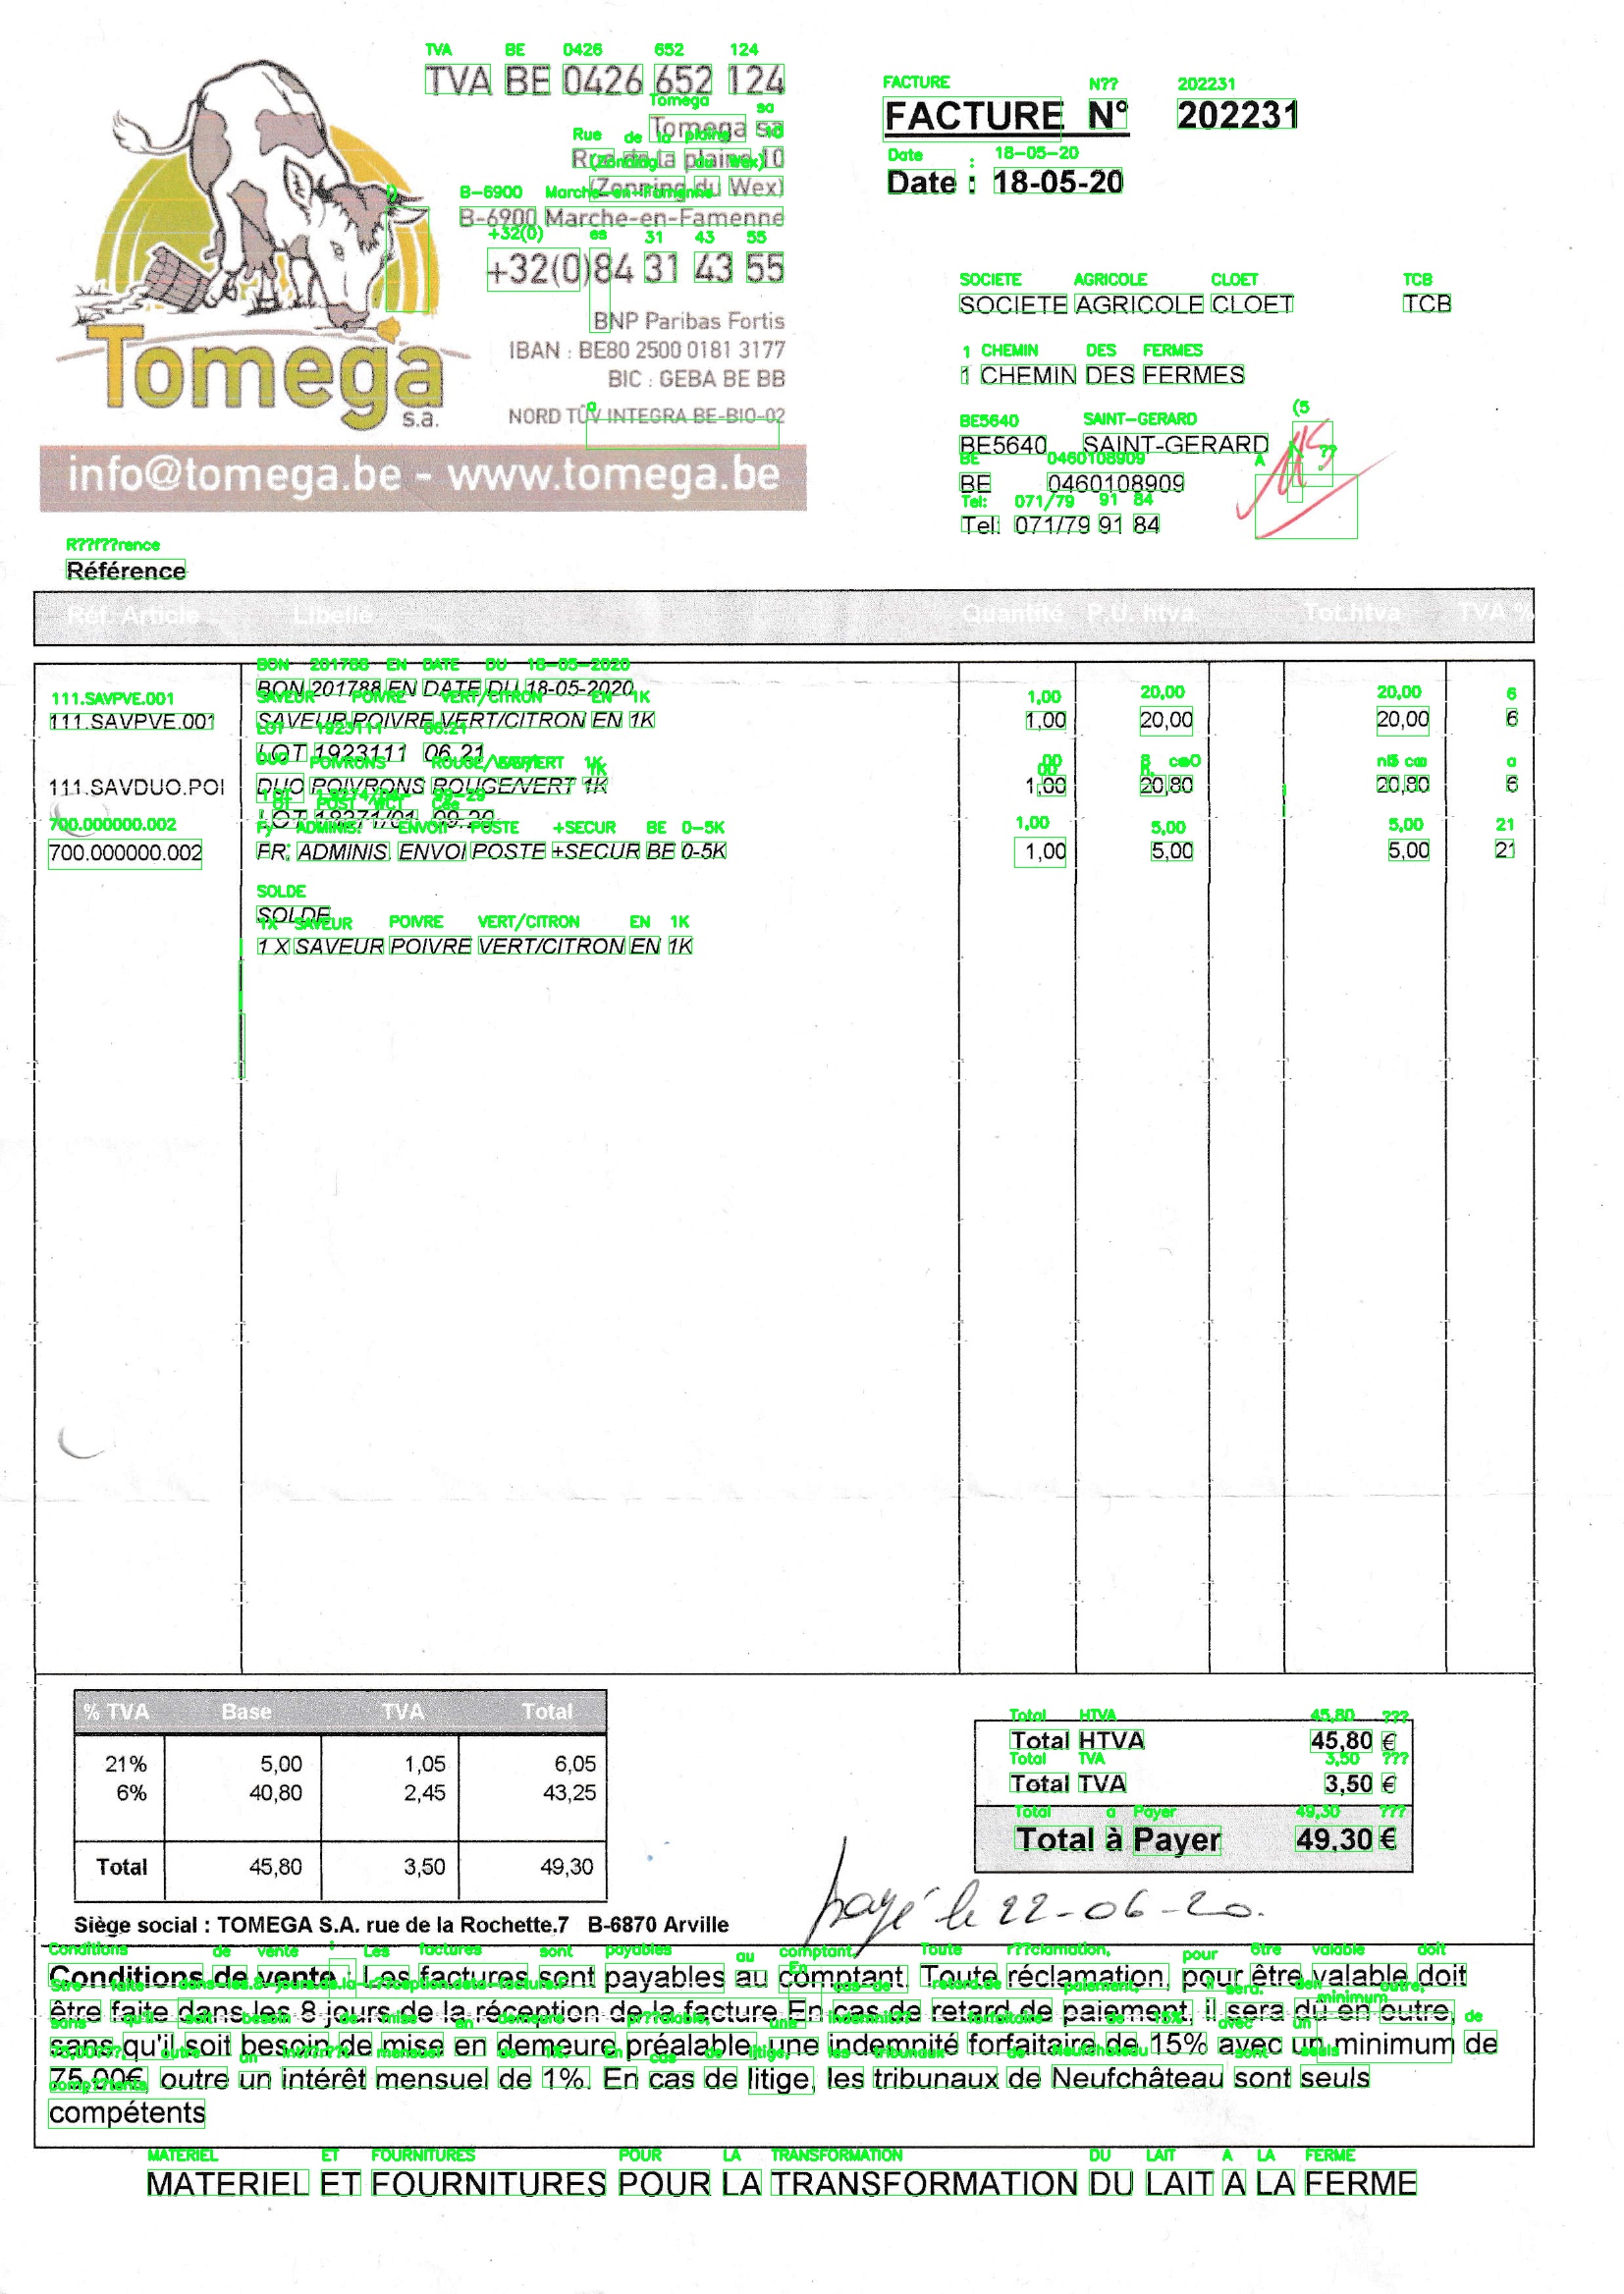 TVA BE 0426 652 124
Tomega sa
Rue de la plaine 10
(Zonning du Wex)
B-6900 Marche-en-Famenne
+32(0)84 31 43 55
BNP Paribas Fortis
IBAN : BE80 2500 0181 3177
BIC : GEBA BE BB
NORD TÜV INTEGRA BE-BIO-02
Tomega s.a.
info@tomega.be - www.tomega.be
FACTURE N° 202231
Date : 18-05-20
SOCIETE AGRICOLE CLOET TCB
1 CHEMIN DES FERMES
BE5640 SAINT-GERARD
BE 0460108909
Tel: 071/79 91 84
Référence
Réf. Article Libellé Quantité P.U. htva Tot.htva TVA %
BON 201788 EN DATE DU 18-05-2020
111.SAVPVE.001 SAVEUR POIVRE VERT/CITRON EN 1K 1,00 20,00 20,00 6
LOT 1923111 06.21
111.SAVDUO.POI DUO POIVRONS ROUGE/VERT 1K 1,00 20,80 20,80 6
LOT 19271/01 09.20
700.000000.002 FR. ADMINIS. ENVOI POSTE +SECUR BE 0-5K 1,00 5,00 5,00 21
SOLDE
1 X SAVEUR POIVRE VERT/CITRON EN 1K
% TVA Base TVA Total
21% 5,00 1,05 6,05
6% 40,80 2,45 43,25
Total 45,80 3,50 49,30
Total HTVA 45,80 €
Total TVA 3,50 €
Total à Payer 49,30 €
payé le 22-06-20.
Siège social : TOMEGA S.A. rue de la Rochette.7 B-6870 Arville
Conditions de vente : Les factures sont payables au comptant. Toute réclamation, pour être valable doit
être faite dans les 8 jours de la réception de la facture En cas de retard de paiement, il sera dû en outre,
sans qu'il soit besoin de mise en demeure préalable, une indemnité forfaitaire de 15% avec un minimum de
75,00€, outre un intérêt mensuel de 1%. En cas de litige, les tribunaux de Neufchâteau sont seuls
compétents
MATERIEL ET FOURNITURES POUR LA TRANSFORMATION DU LAIT A LA FERME